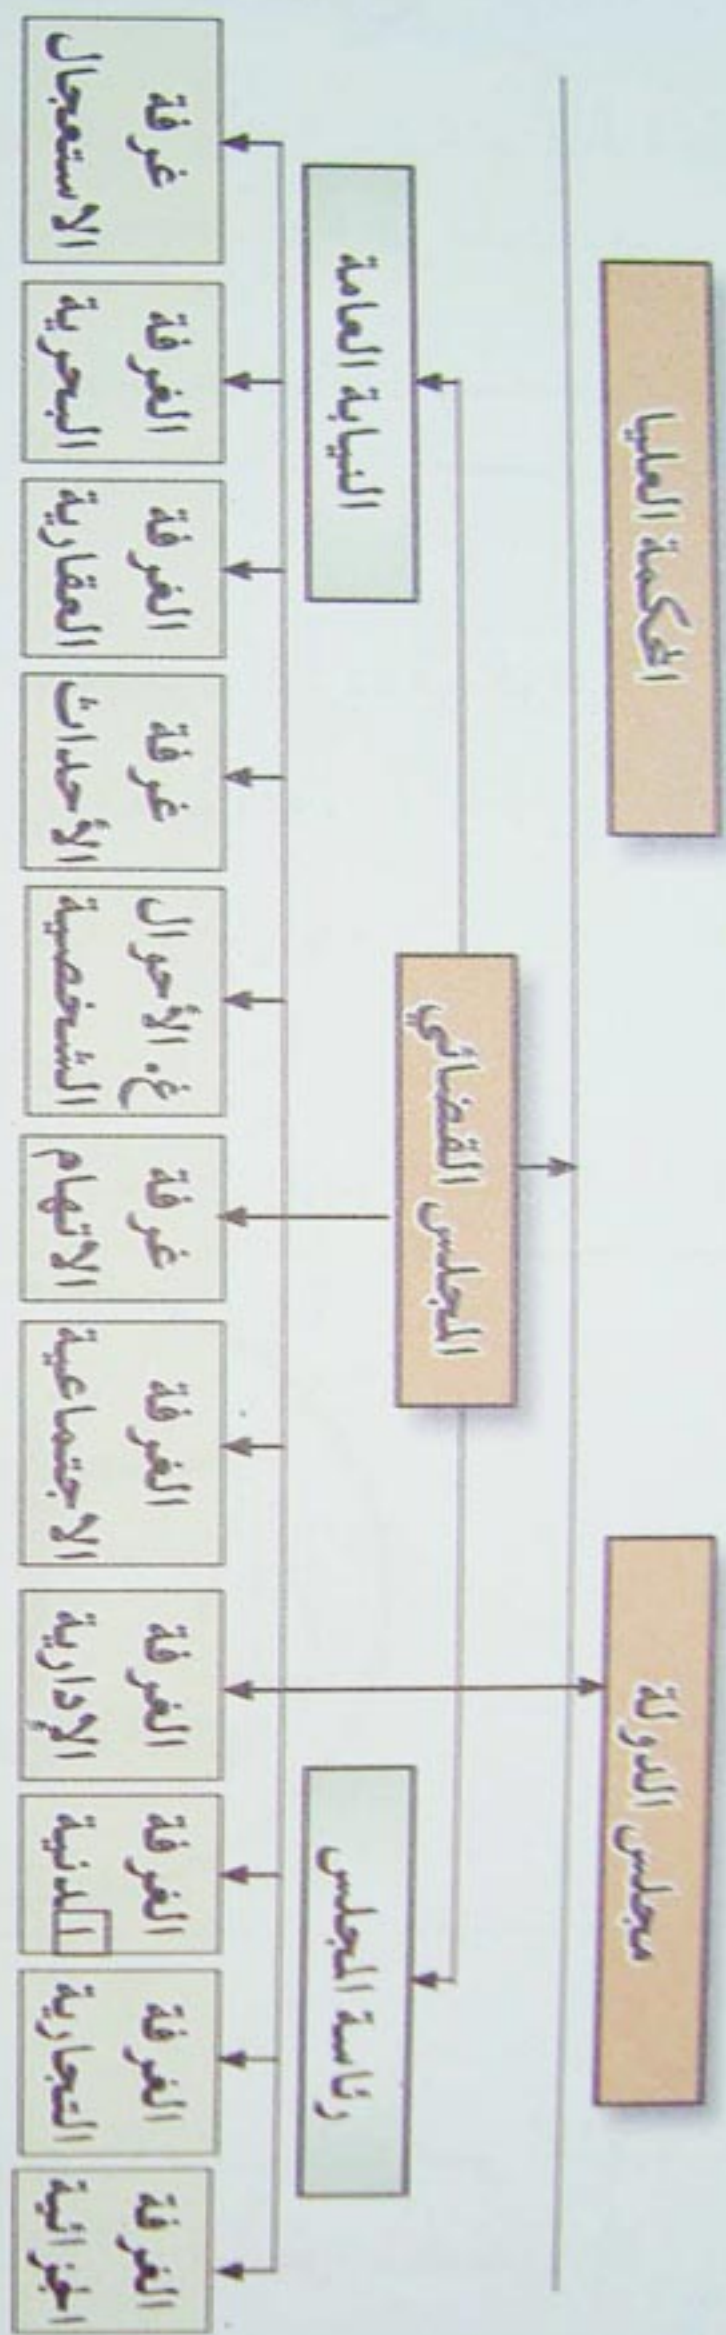 مجلس الدولة
المحكمة العليا
المجلس القضائي
رئاسة المجلس
النيابة العامة
الغرفة
الجزائية
الغرفة
التجارية
الغرفة
المدنية
الغرفة
الإدارية
الغرفة
الاجتماعية
غرفة
الاتهام
غ. الأحوال
الشخصية
غرفة
الأحداث
الغرفة
العقارية
الغرفة
البحرية
غرفة
الاستعجال